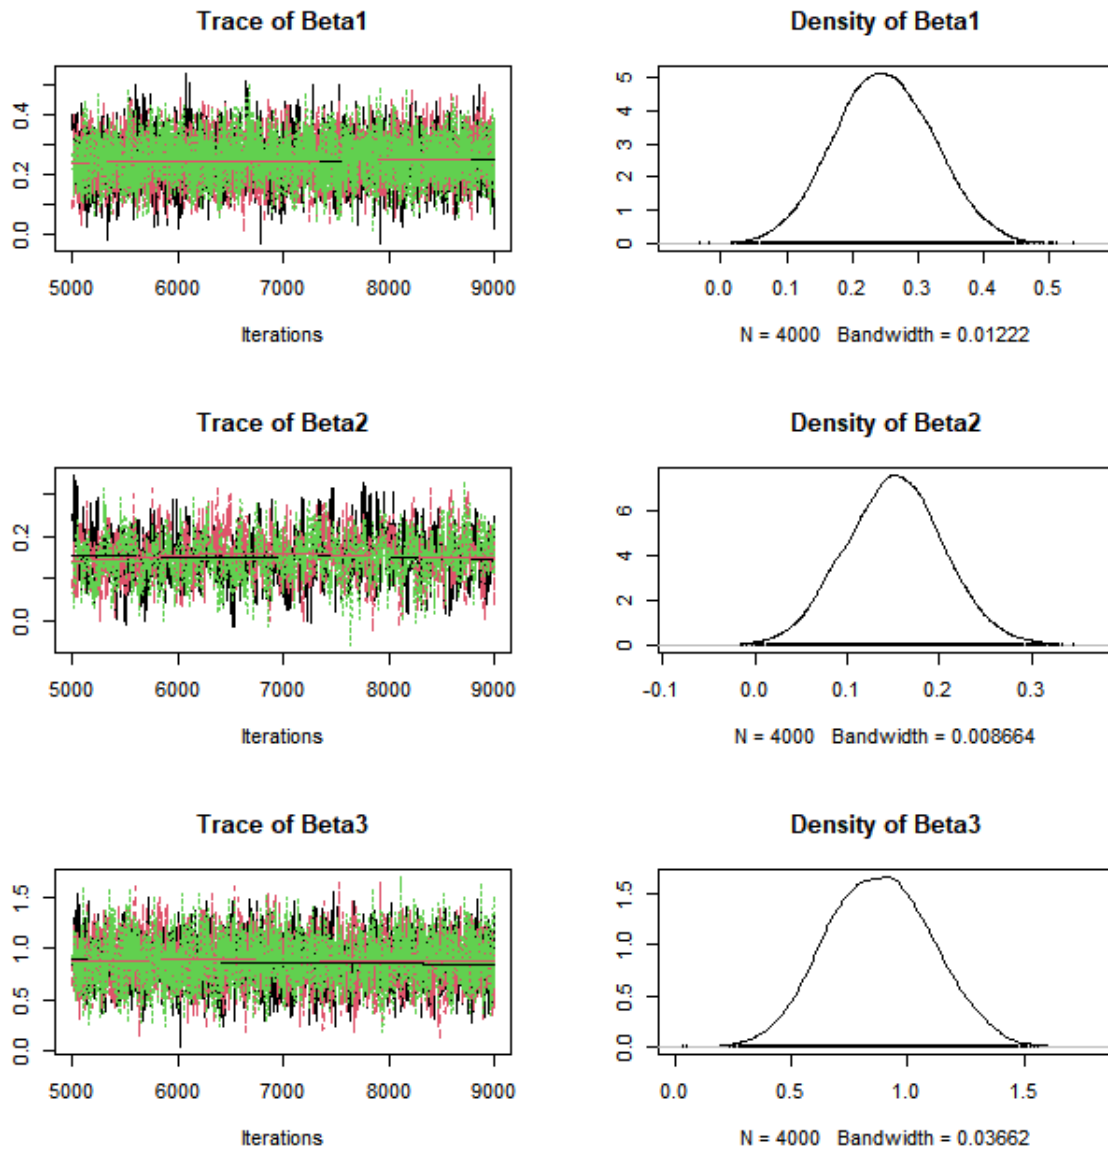 Trace of Beta1
0.0 0.2 0.4
5000 6000 7000 8000 9000
Iterations
Density of Beta1
0 1 2 3 4 5
0.0 0.1 0.2 0.3 0.4 0.5
N = 4000 Bandwidth = 0.01222
Trace of Beta2
0.0 0.2
5000 6000 7000 8000 9000
Iterations
Density of Beta2
0 2 4 6
-0.1 0.0 0.1 0.2 0.3
N = 4000 Bandwidth = 0.008664
Trace of Beta3
0.0 0.5 1.0 1.5
5000 6000 7000 8000 9000
Iterations
Density of Beta3
0.0 0.5 1.0 1.5
0.0 0.5 1.0 1.5
N = 4000 Bandwidth = 0.03662